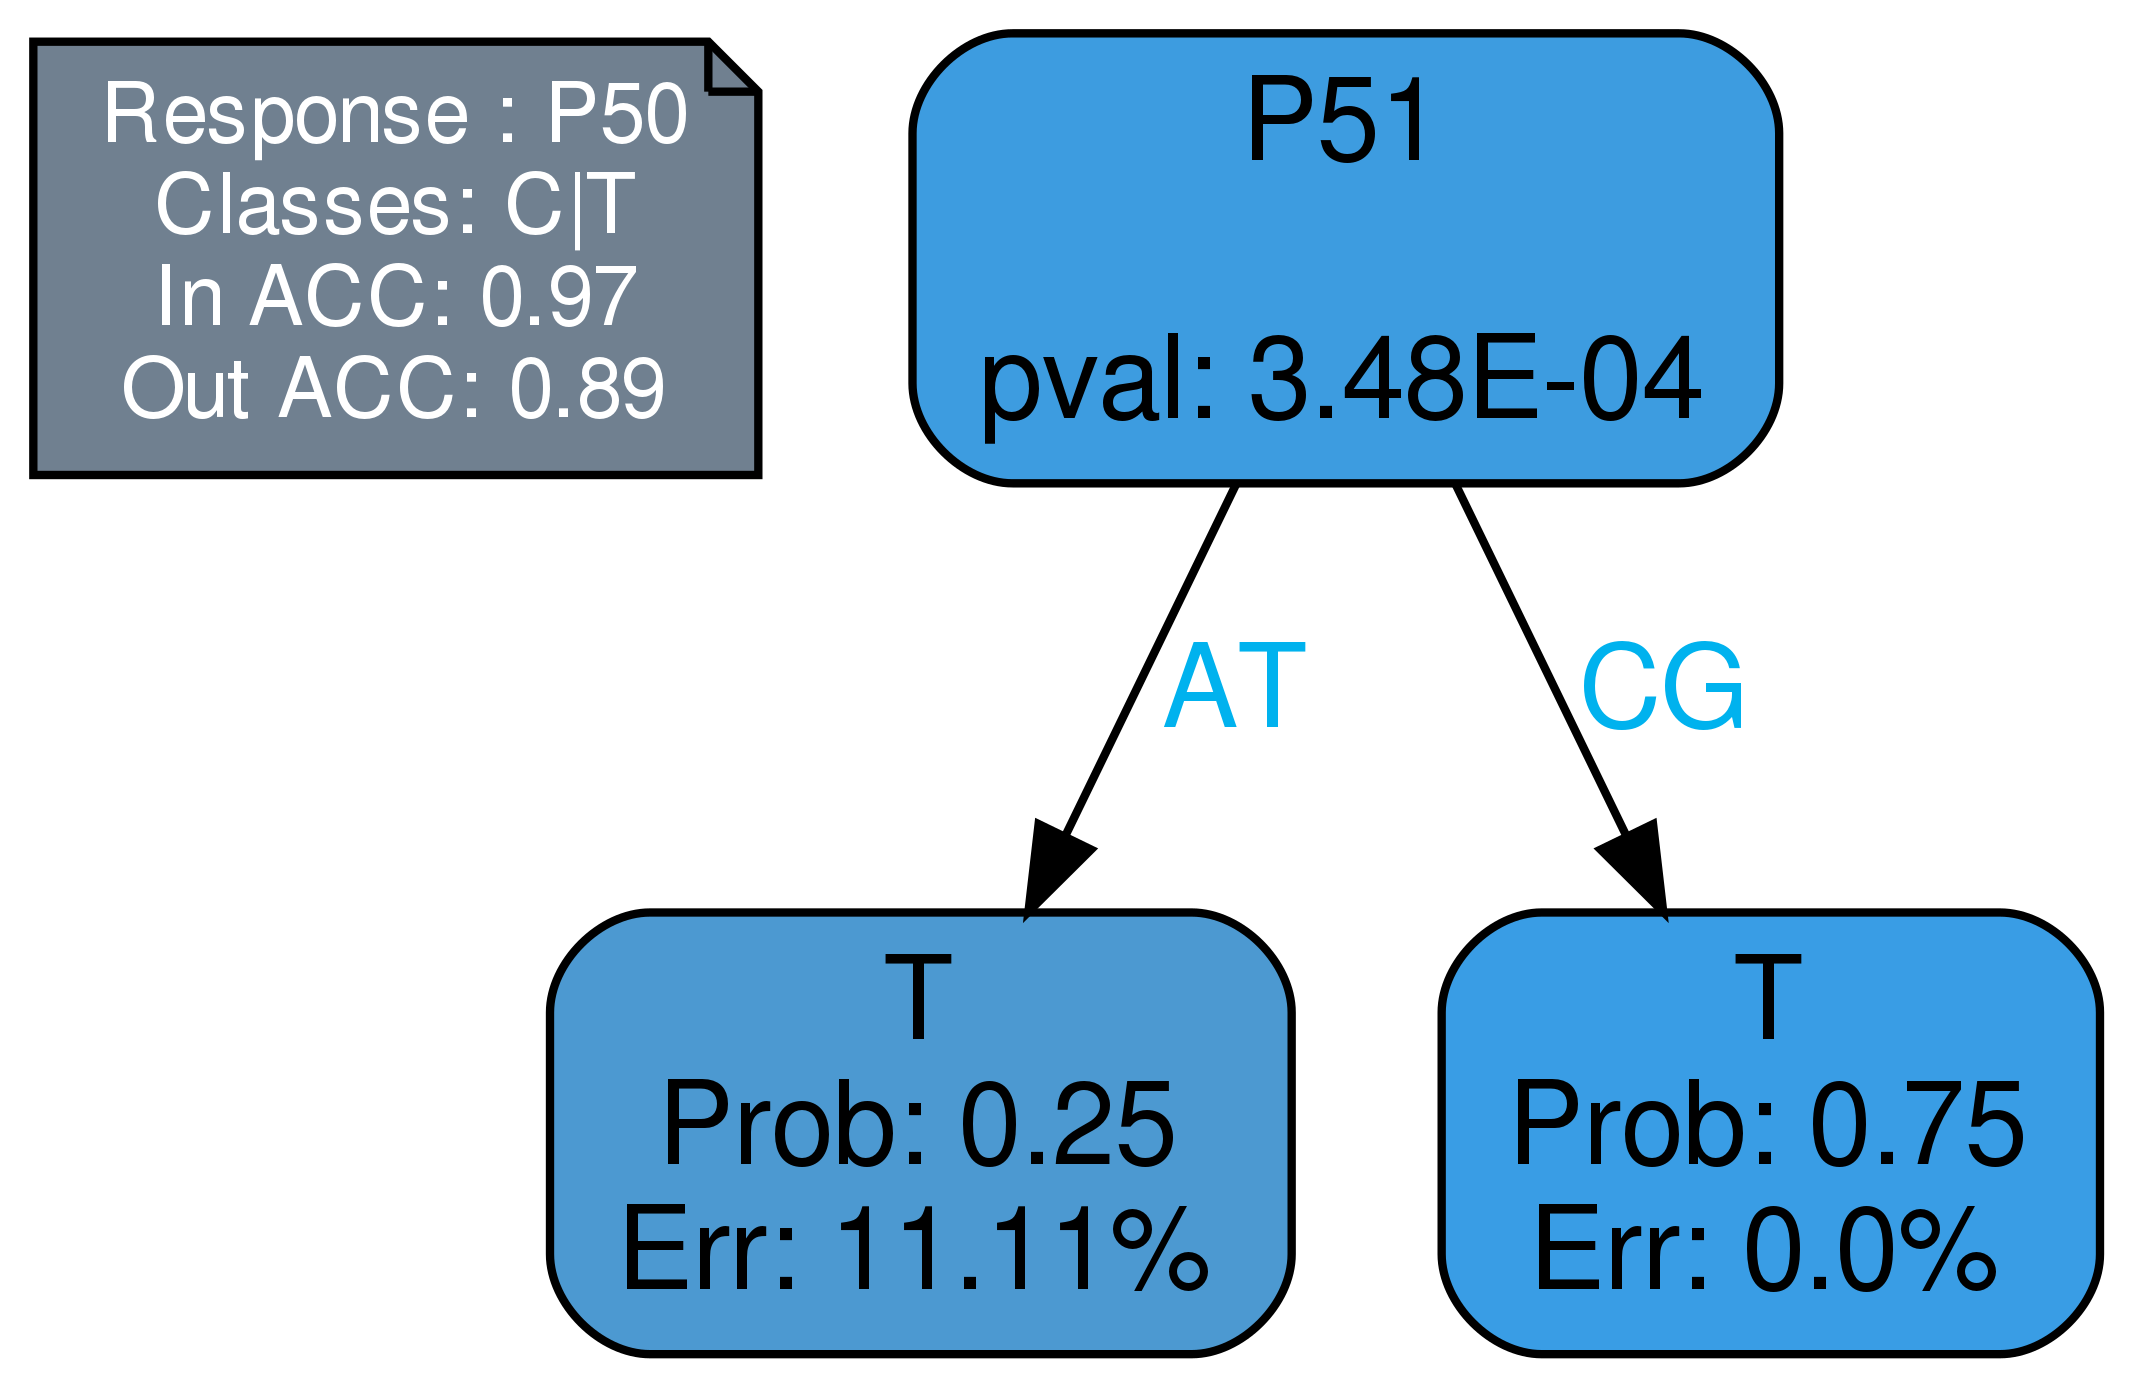 Response : P50
Classes: C|T
In ACC: 0.97
Out ACC: 0.89
P51
pval: 3.48E-04
AT
CG
T
Prob: 0.25
Err: 11.11%
T
Prob: 0.75
Err: 0.0%